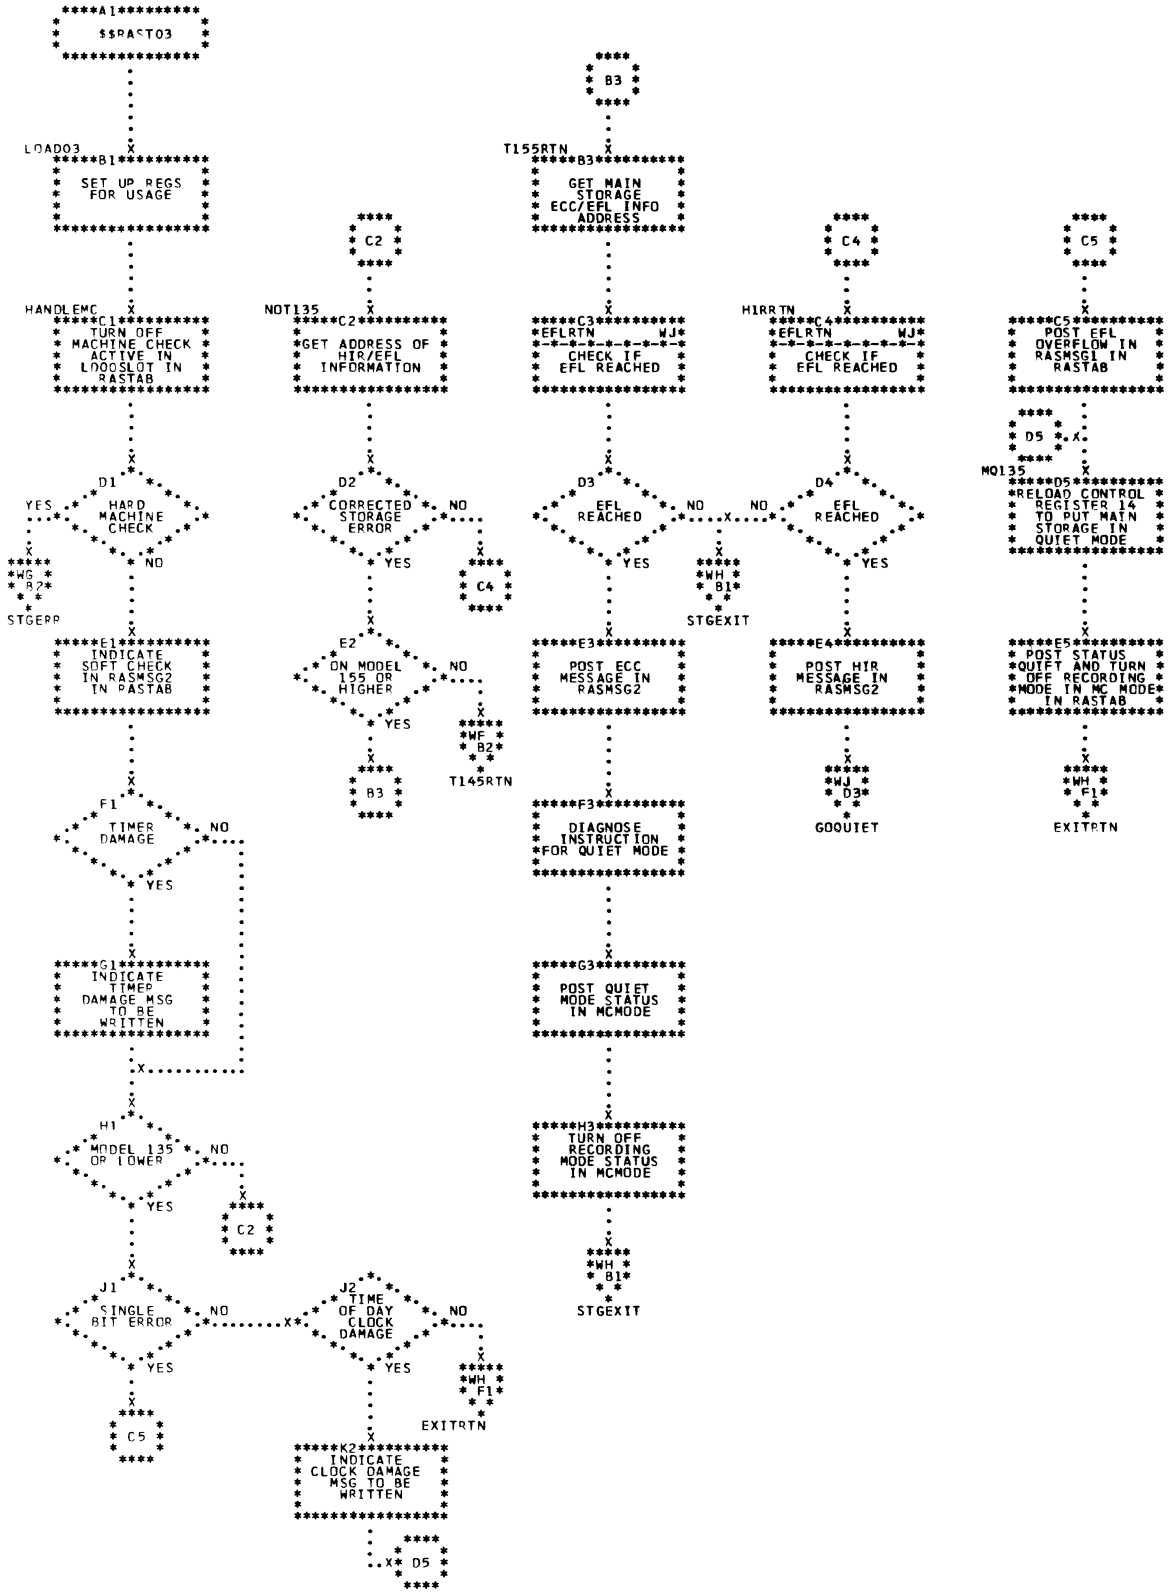 A1
$$RAST03
LOAD03
B1
SET UP REGS
FOR USAGE
HANDLEMC
C1
TURN OFF
MACHINE CHECK
ACTIVE IN
LDODSLOT IN
RASTAB
D1
HARD
MACHINE
CHECK
YES
NO
WG
B2
STGERR
E1
INDICATE
SOFT CHECK
IN RASMSG2
IN RASTAB
F1
TIMER
DAMAGE
NO
YES
G1
INDICATE
TIMER
DAMAGE MSG
TO BE
WRITTEN
H1
MODEL 135
OR LOWER
NO
YES
C2
J1
SINGLE
BIT ERROR
NO
YES
C5
C2
NOT135
C2
GET ADDRESS OF
HIR/EFL
INFORMATION
D2
CORRECTED
STORAGE
ERROR
NO
YES
C4
E2
ON MODEL
155 OR
HIGHER
NO
YES
WF
B2
T145RTN
B3
J2
TIME
OF DAY
CLOCK
DAMAGE
NO
YES
WH
F1
EXITRTN
K2
INDICATE
CLOCK DAMAGE
MSG TO BE
WRITTEN
D5
B3
T155RTN
B3
GET MAIN
STORAGE
ECC/EFL INFO
ADDRESS
C3
EFLRTN WJ
CHECK IF
EFL REACHED
D3
EFL
REACHED
NO
YES
WH
B1
STGEXIT
E3
POST ECC
MESSAGE IN
RASMSG2
F3
DIAGNOSE
INSTRUCTION
FOR QUIET MODE
G3
POST QUIET
MODE STATUS
IN MCMODE
H3
TURN OFF
RECORDING
MODE STATUS
IN MCMODE
WH
B1
STGEXIT
C4
HIRRTN
C4
EFLRTN WJ
CHECK IF
EFL REACHED
D4
EFL
REACHED
NO
YES
E4
POST HIR
MESSAGE IN
RASMSG2
WJ
D3
GOQUIET
C5
C5
POST EFL
OVERFLOW IN
RASMSG1 IN
RASTAB
D5
MQ135
D5
RELOAD CONTROL
REGISTER 14
TO PUT MAIN
STORAGE IN
QUIET MODE
E5
POST STATUS
QUIET AND TURN
OFF RECORDING
MODE IN MC MODE
IN RASTAB
WH
F1
EXITRTN